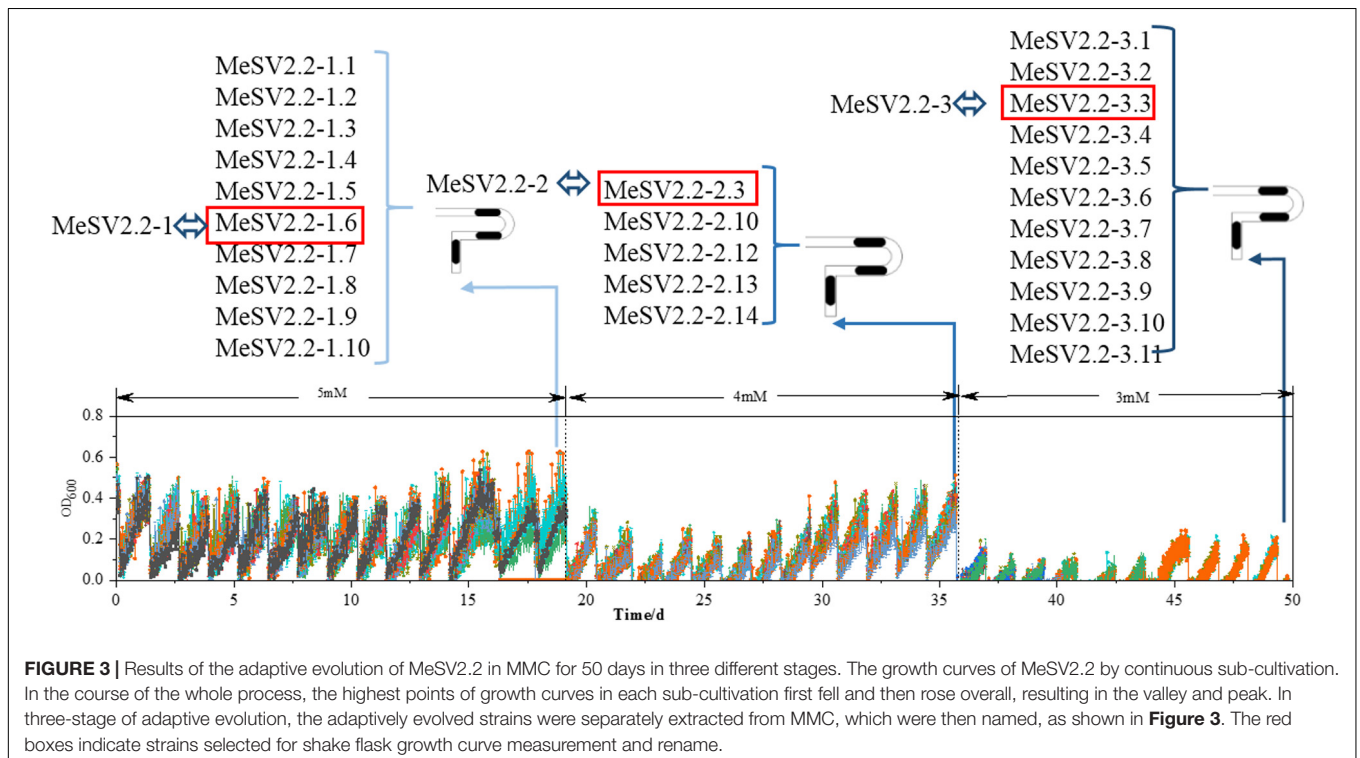 MeSV2.2-1
MeSV2.2-1.1
MeSV2.2-1.2
MeSV2.2-1.3
MeSV2.2-1.4
MeSV2.2-1.5
MeSV2.2-1.6
MeSV2.2-1.7
MeSV2.2-1.8
MeSV2.2-1.9
MeSV2.2-1.10
MeSV2.2-2
MeSV2.2-2.3
MeSV2.2-2.10
MeSV2.2-2.12
MeSV2.2-2.13
MeSV2.2-2.14
MeSV2.2-3
MeSV2.2-3.1
MeSV2.2-3.2
MeSV2.2-3.3
MeSV2.2-3.4
MeSV2.2-3.5
MeSV2.2-3.6
MeSV2.2-3.7
MeSV2.2-3.8
MeSV2.2-3.9
MeSV2.2-3.10
MeSV2.2-3.11
5mM 4mM 3mM
0.8
0.6
0.4
0.2
0.0
OD600
0 5 10 15 20 25 30 35 40 45 50
Time/d
FIGURE 3 | Results of the adaptive evolution of MeSV2.2 in MMC for 50 days in three different stages. The growth curves of MeSV2.2 by continuous sub-cultivation.
In the course of the whole process, the highest points of growth curves in each sub-cultivation first fell and then rose overall, resulting in the valley and peak. In
three-stage of adaptive evolution, the adaptively evolved strains were separately extracted from MMC, which were then named, as shown in Figure 3. The red
boxes indicate strains selected for shake flask growth curve measurement and rename.